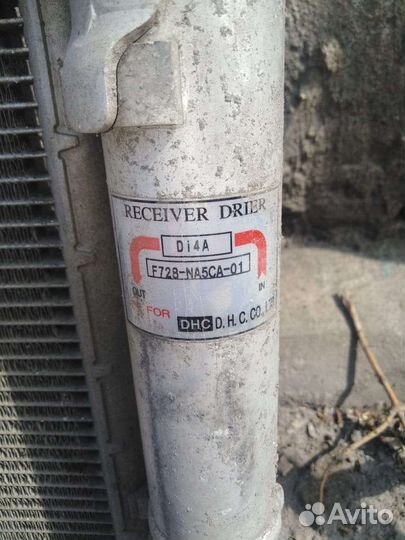 RECEIVER DRIER
Di4A
F728-NA5CA-01
OUT IN
FOR
DHC D.H.C.CO.,LTD
Avito